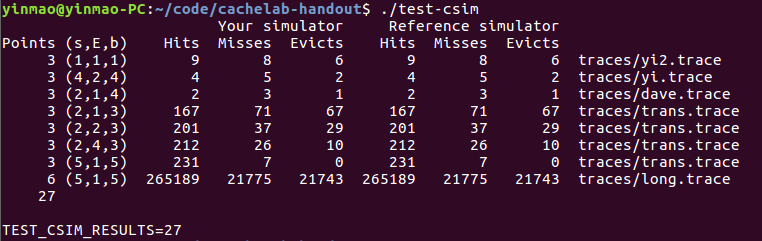 yinmao@yinmao-PC:~/code/cachelab-handout$ ./test-csim
                        Your simulator     Reference simulator
Points (s,E,b)    Hits  Misses  Evicts    Hits  Misses  Evicts
     3 (1,1,1)       9       8       6       9       8       6  traces/yi2.trace
     3 (4,2,4)       4       5       2       4       5       2  traces/yi.trace
     3 (2,1,4)       2       3       1       2       3       1  traces/dave.trace
     3 (2,1,3)     167      71      67     167      71      67  traces/trans.trace
     3 (2,2,3)     201      37      29     201      37      29  traces/trans.trace
     3 (2,4,3)     212      26      10     212      26      10  traces/trans.trace
     3 (5,1,5)     231       7       0     231       7       0  traces/trans.trace
     6 (5,1,5)  265189   21775   21743  265189   21775   21743  traces/long.trace
    27
TEST_CSIM_RESULTS=27